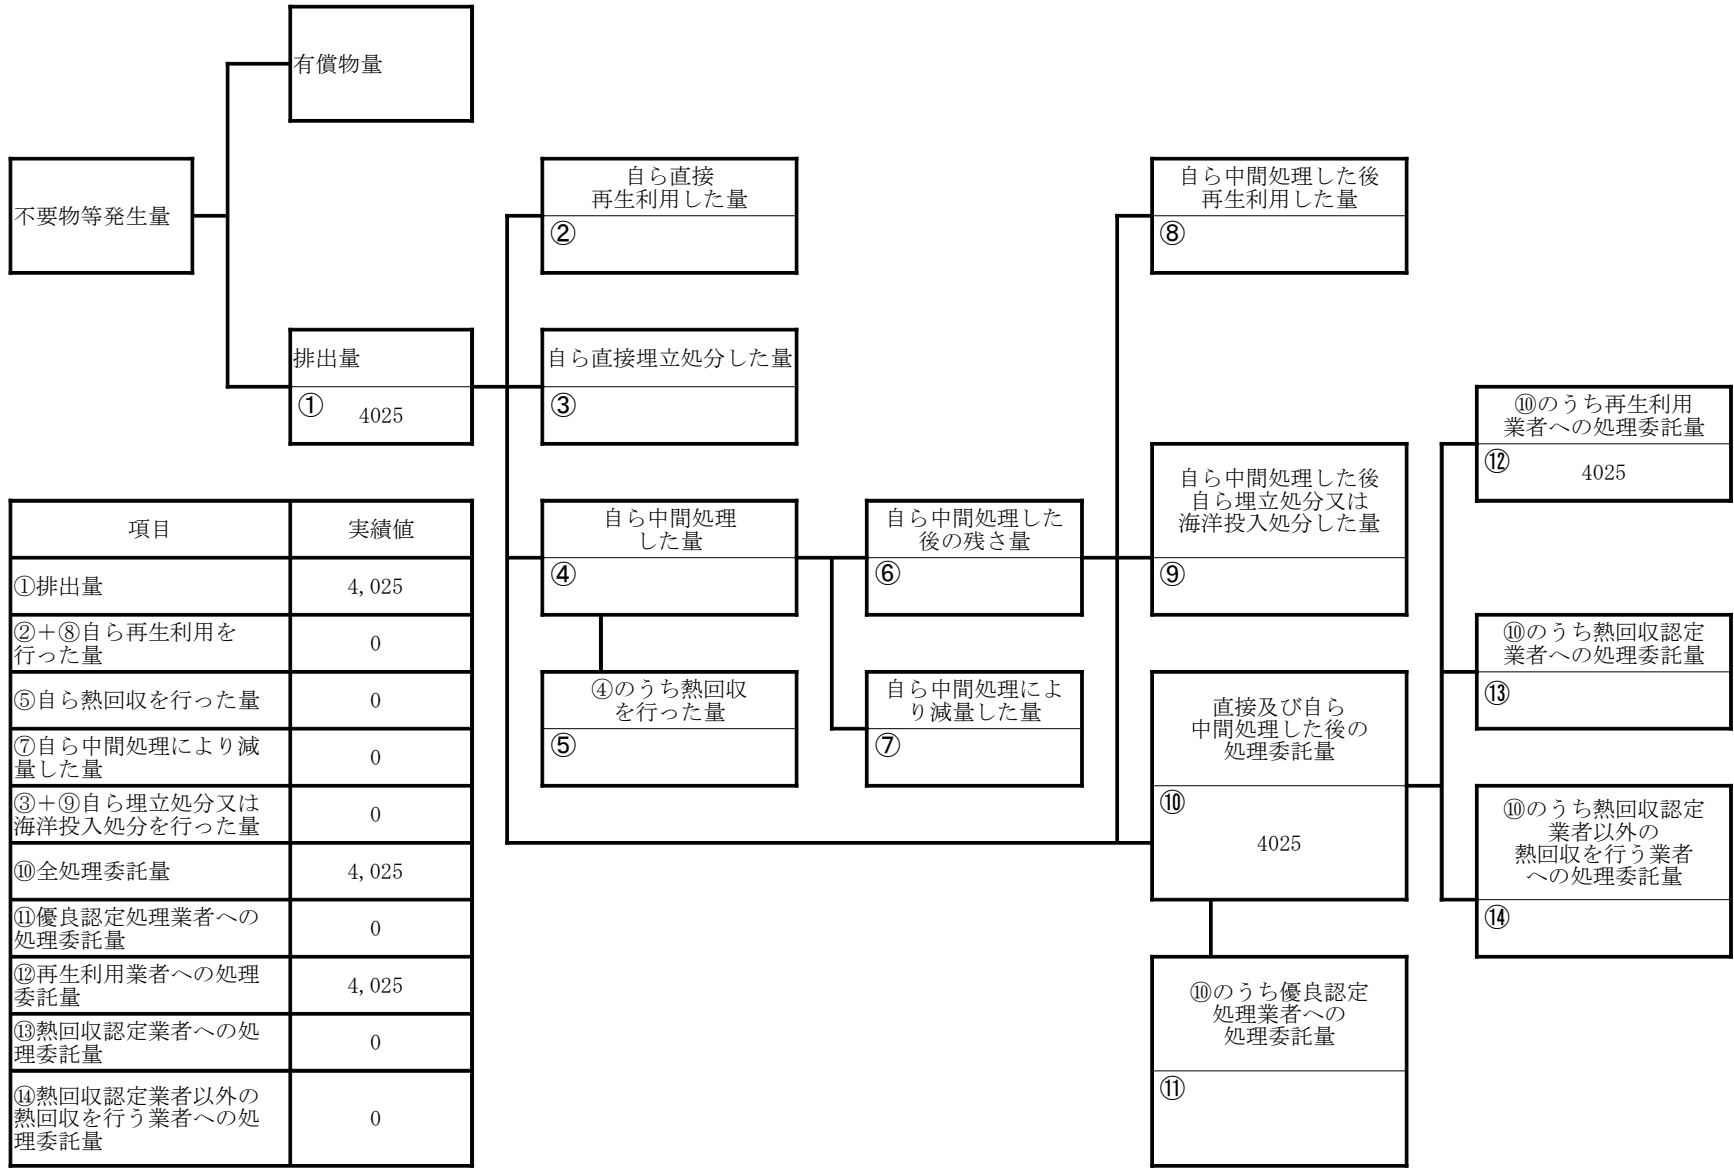 有償物量
不要物等発生量
自ら直接
再生利用した量
②
自ら中間処理した後
再生利用した量
⑧
排出量
① 4025
自ら直接埋立処分した量
③
⑩のうち再生利用
業者への処理委託量
⑫ 4025
自ら中間処理
した量
④
自ら中間処理した
後の残さ量
⑥
自ら中間処理した後
自ら埋立処分又は
海洋投入処分した量
⑨
⑩のうち熱回収認定
業者への処理委託量
⑬
④のうち熱回収
を行った量
⑤
自ら中間処理によ
り減量した量
⑦
直接及び自ら
中間処理した後の
処理委託量
⑩
4025
⑩のうち熱回収認定
業者以外の
熱回収を行う業者
への処理委託量
⑭
⑩のうち優良認定
処理業者への
処理委託量
⑪
項目 実績値
①排出量 4,025
②＋⑧自ら再生利用を
行った量 0
⑤自ら熱回収を行った量 0
⑦自ら中間処理により減
量した量 0
③＋⑨自ら埋立処分又は
海洋投入処分を行った量 0
⑩全処理委託量 4,025
⑪優良認定処理業者への
処理委託量 0
⑫再生利用業者への処理
委託量 4,025
⑬熱回収認定業者への処
理委託量 0
⑭熱回収認定業者以外の
熱回収を行う業者への処
理委託量 0